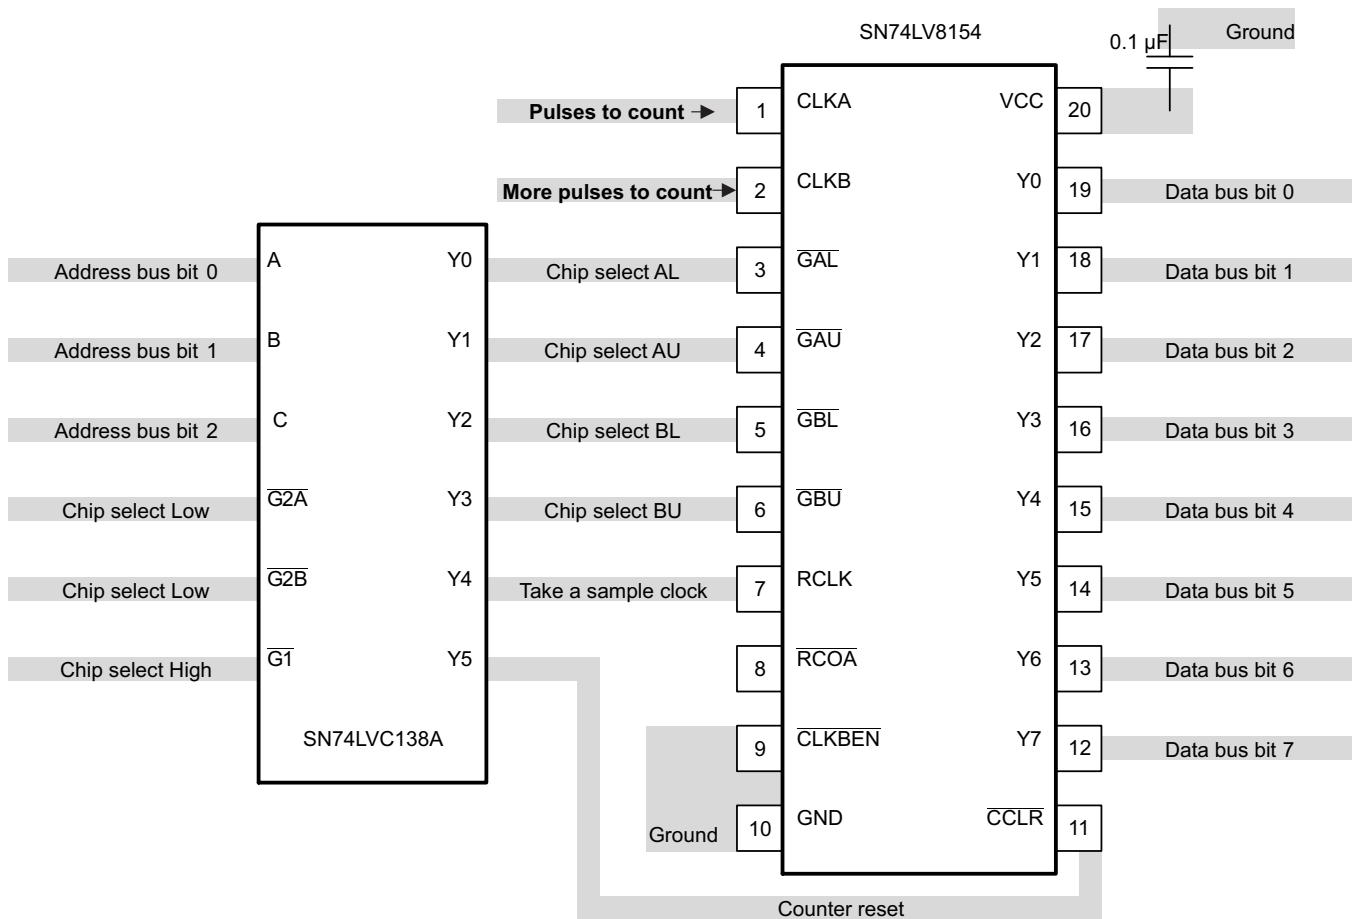 SN74LV8154
0.1 µF
Ground
Pulses to count
1
CLKA
VCC
20
More pulses to count
2
CLKB
Y0
19
Data bus bit 0
Address bus bit 0
A
Y0
Chip select AL
3
GAL
Y1
18
Data bus bit 1
Address bus bit 1
B
Y1
Chip select AU
4
GAU
Y2
17
Data bus bit 2
Address bus bit 2
C
Y2
Chip select BL
5
GBL
Y3
16
Data bus bit 3
Chip select Low
G2A
Y3
Chip select BU
6
GBU
Y4
15
Data bus bit 4
Chip select Low
G2B
Y4
Take a sample clock
7
RCLK
Y5
14
Data bus bit 5
Chip select High
G1
Y5
8
RCOA
Y6
13
Data bus bit 6
SN74LVC138A
9
CLKBEN
Y7
12
Data bus bit 7
Ground
10
GND
CCLR
11
Counter reset